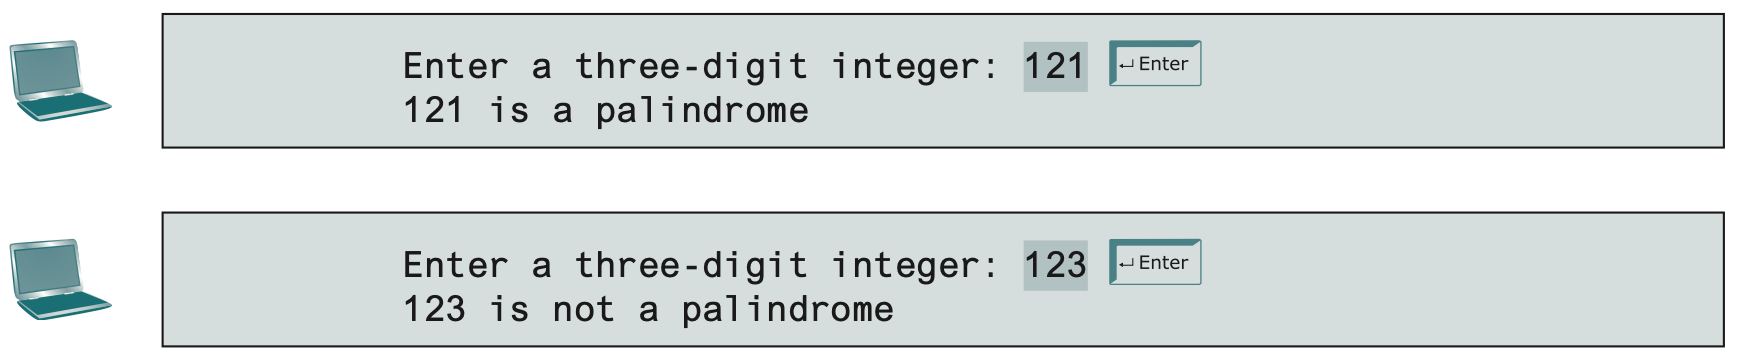 Enter a three-digit integer: 121 ↵ Enter
121 is a palindrome
Enter a three-digit integer: 123 ↵ Enter
123 is not a palindrome